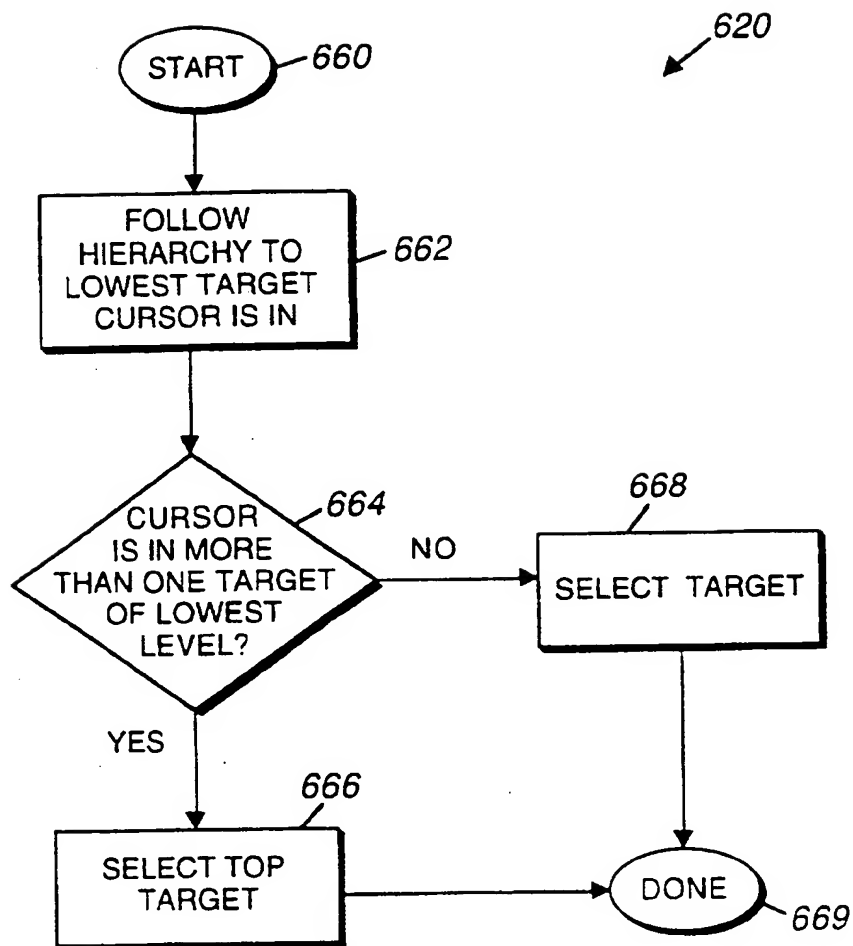 620
START
660
FOLLOW
HIERARCHY TO
LOWEST TARGET
CURSOR IS IN
662
CURSOR
IS IN MORE
THAN ONE TARGET
OF LOWEST
LEVEL?
664
NO
668
SELECT TARGET
YES
666
SELECT TOP
TARGET
DONE
669